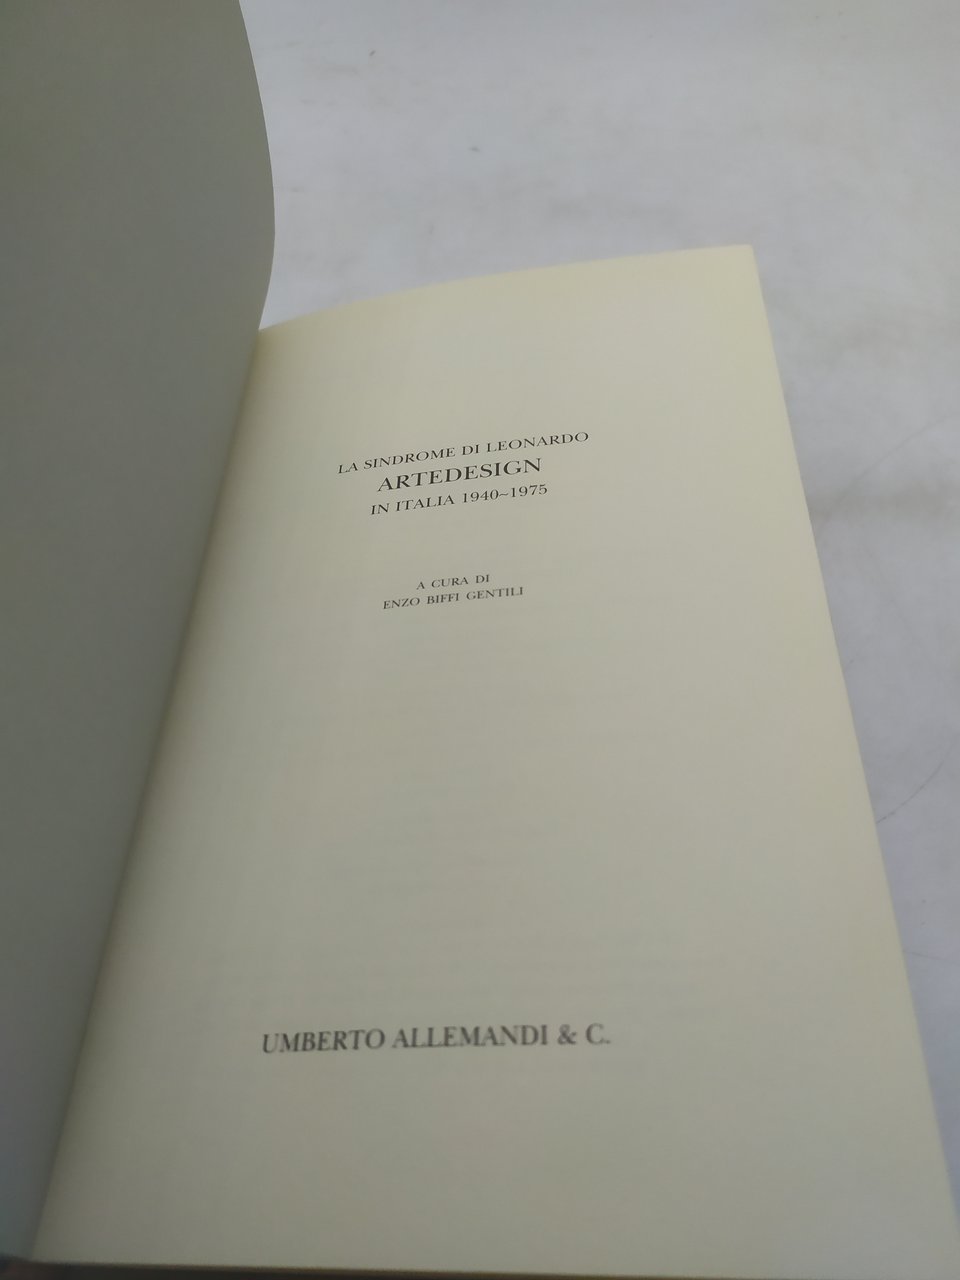 LA SINDROME DI LEONARDO
ARTEDESIGN
IN ITALIA 1940~1975
A CURA DI
ENZO BIFFI GENTILI
UMBERTO ALLEMANDI & C.